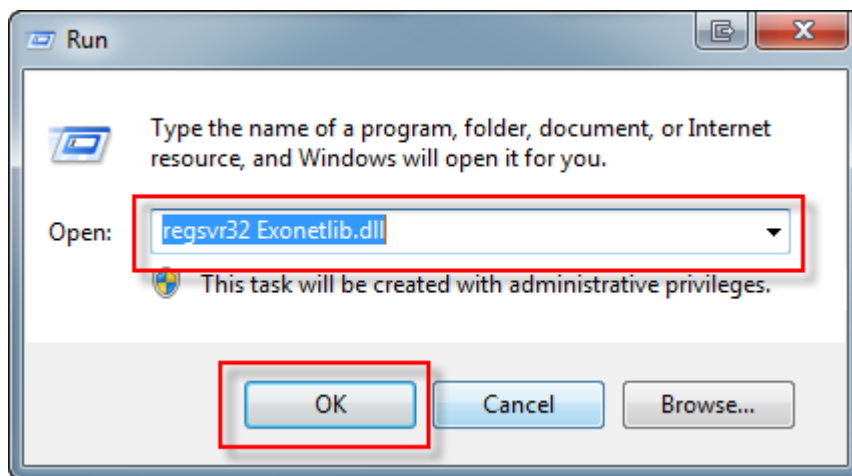 Run
Type the name of a program, folder, document, or Internet
resource, and Windows will open it for you.
Open:
regsvr32 Exonetlib.dll
This task will be created with administrative privileges.
OK
Cancel
Browse...